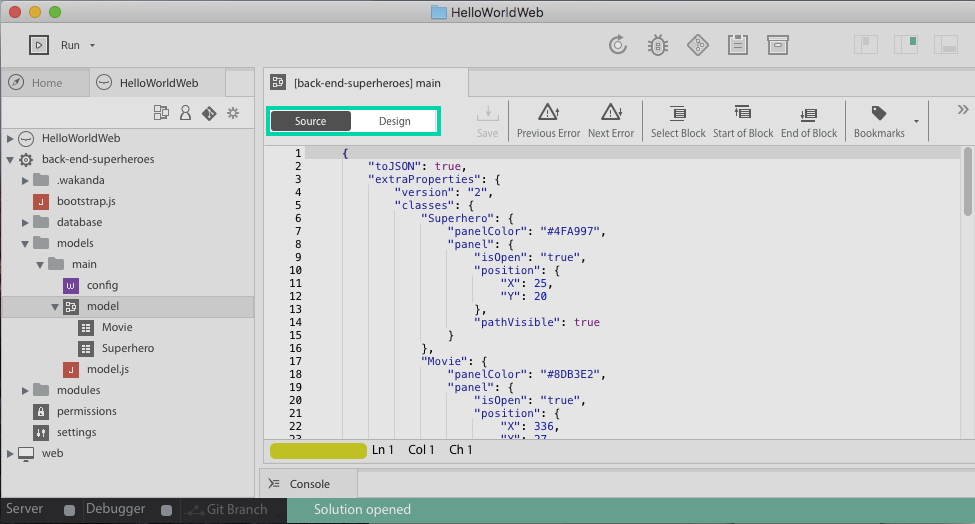 HelloWorldWeb
Run
Home
HelloWorldWeb
HelloWorldWeb
back-end-superheroes
.wakanda
bootstrap.js
database
models
main
config
model
Movie
Superhero
model.js
modules
permissions
settings
web
[back-end-superheroes] main
Source Design
Save Previous Error Next Error Select Block Start of Block End of Block Bookmarks
1 {
2 "toJSON": true,
3 "extraProperties": {
4 "version": "2",
5 "classes": {
6 "Superhero": {
7 "panelColor": "#4FA997",
8 "panel": {
9 "isOpen": "true",
10 "position": {
11 "X": 25,
12 "Y": 20
13 },
14 "pathVisible": true
15 }
16 },
17 "Movie": {
18 "panelColor": "#8DB3E2",
19 "panel": {
20 "isOpen": "true",
21 "position": {
22 "X": 336,
23 "Y": 27
Ln 1 Col 1 Ch 1
Console
Server Debugger Git Branch Solution opened